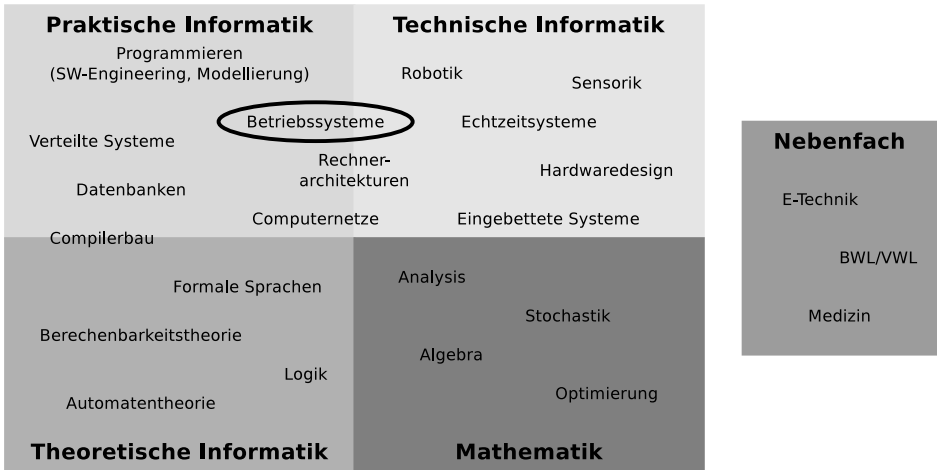 Praktische Informatik
Programmieren
(SW-Engineering, Modellierung)
Betriebssysteme
Verteilte Systeme
Rechner-
architekturen
Datenbanken
Computernetze
Compilerbau
Technische Informatik
Robotik
Sensorik
Echtzeitsysteme
Hardwaredesign
Eingebettete Systeme
Formale Sprachen
Berechenbarkeitstheorie
Logik
Automatentheorie
Theoretische Informatik
Analysis
Stochastik
Algebra
Optimierung
Mathematik
Nebenfach
E-Technik
BWL/VWL
Medizin